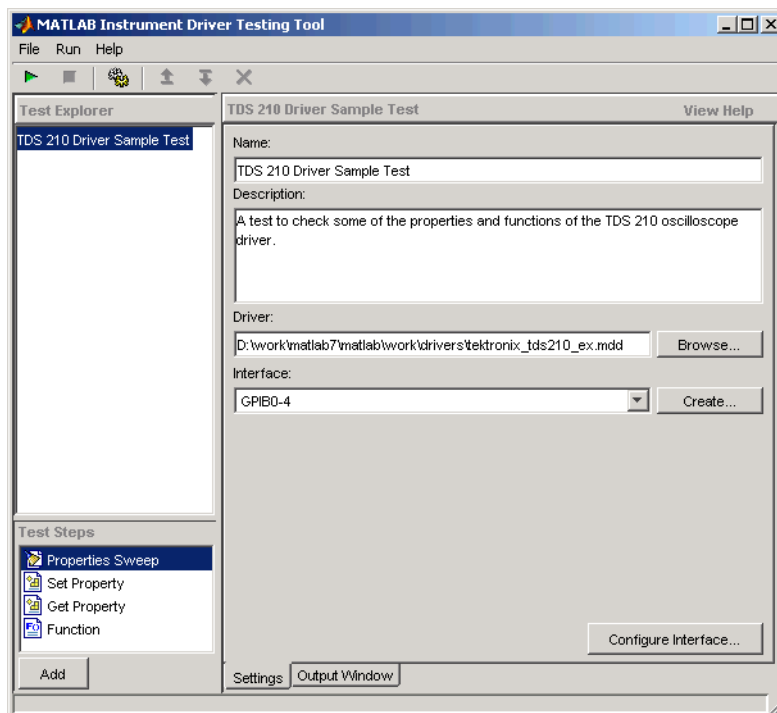 MATLAB Instrument Driver Testing Tool
File Run Help
Test Explorer
TDS 210 Driver Sample Test
TDS 210 Driver Sample Test View Help
Name:
TDS 210 Driver Sample Test
Description:
A test to check some of the properties and functions of the TDS 210 oscilloscope
driver.
Driver:
D:\work\matlab7\matlab\work\drivers\tektronix_tds210_ex.mdd Browse...
Interface:
GPIB0-4 Create...
Test Steps
Properties Sweep
Set Property
Get Property
Function
Configure Interface...
Add
Settings Output Window